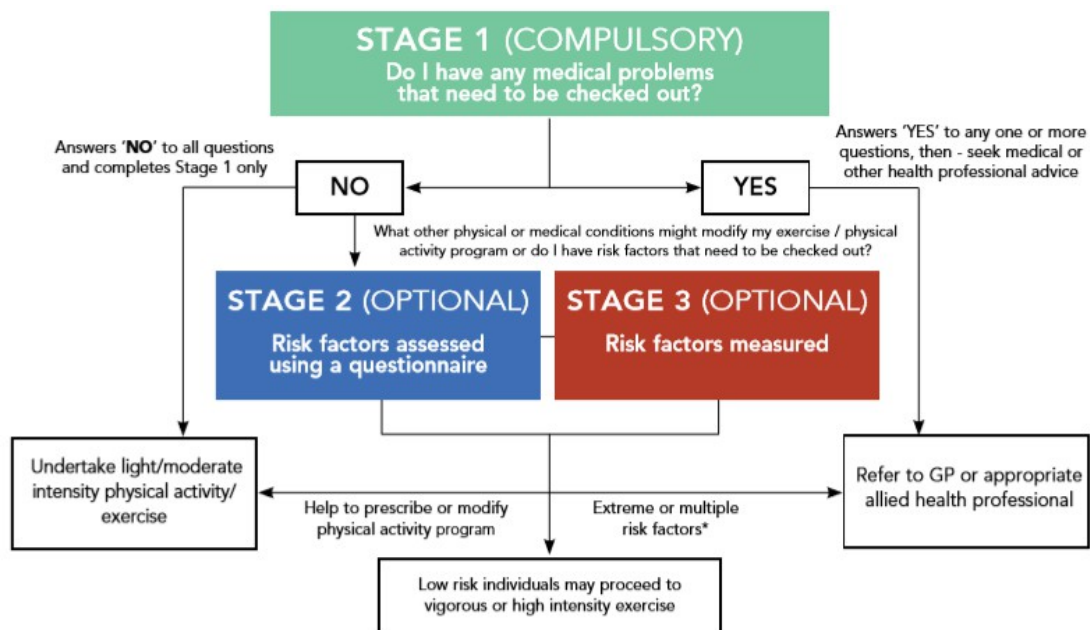 STAGE 1 (COMPULSORY)
Do I have any medical problems
that need to be checked out?
Answers 'NO' to all questions
and completes Stage 1 only
NO
YES
Answers 'YES' to any one or more
questions, then - seek medical or
other health professional advice
What other physical or medical conditions might modify my exercise / physical
activity program or do I have risk factors that need to be checked out?
STAGE 2 (OPTIONAL)
Risk factors assessed
using a questionnaire
STAGE 3 (OPTIONAL)
Risk factors measured
Undertake light/moderate
intensity physical activity/
exercise
Help to prescribe or modify
physical activity program
Extreme or multiple
risk factors*
Refer to GP or appropriate
allied health professional
Low risk individuals may proceed to
vigorous or high intensity exercise